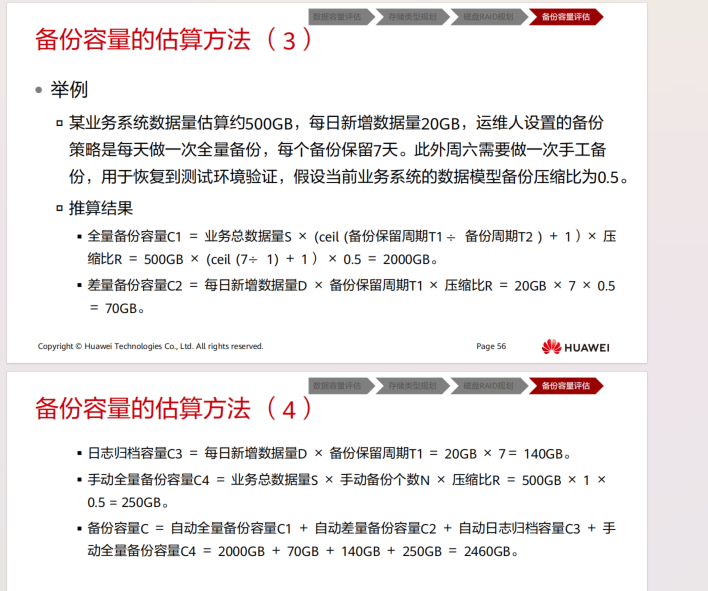 数据容量评估 存储类型规划 磁盘RAID规划 备份容量评估
备份容量的估算方法（3）
举例
某业务系统数据量估算约500GB，每日新增数据量20GB，运维人设置的备份
策略是每天做一次全量备份，每个备份保留7天。此外周六需要做一次手工备
份，用于恢复到测试环境验证，假设当前业务系统的数据模型备份压缩比为0.5。
推算结果
全量备份容量C1 = 业务总数据量S × (ceil (备份保留周期T1 ÷ 备份周期T2 ) + 1 ）× 压
缩比R = 500GB × (ceil (7÷ 1) + 1 ） × 0.5 = 2000GB。
差量备份容量C2 = 每日新增数据量D × 备份保留周期T1 × 压缩比R = 20GB × 7 × 0.5
= 70GB。
Copyright © Huawei Technologies Co., Ltd. All rights reserved. Page 56 HUAWEI
数据容量评估 存储类型规划 磁盘RAID规划 备份容量评估
备份容量的估算方法（4）
日志归档容量C3 = 每日新增数据量D × 备份保留周期T1 = 20GB × 7= 140GB。
手动全量备份容量C4 = 业务总数据量S × 手动备份个数N × 压缩比R = 500GB × 1 ×
0.5 = 250GB。
备份容量C = 自动全量备份容量C1 + 自动差量备份容量C2 + 自动日志归档容量C3 + 手
动全量备份容量C4 = 2000GB + 70GB + 140GB + 250GB = 2460GB。